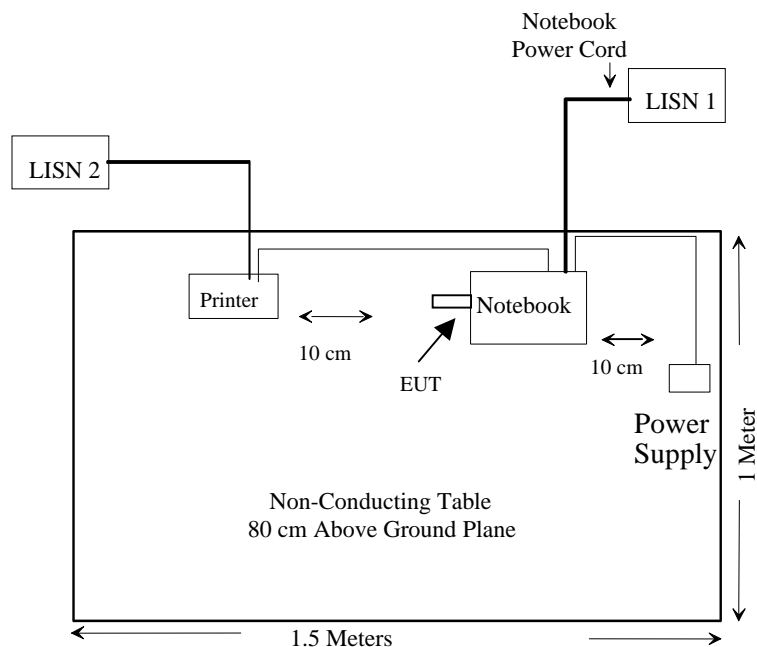 Notebook
Power Cord
LISN 1
LISN 2
Printer
Notebook
10 cm
10 cm
EUT
Power
Supply
1 Meter
Non-Conducting Table
80 cm Above Ground Plane
1.5 Meters